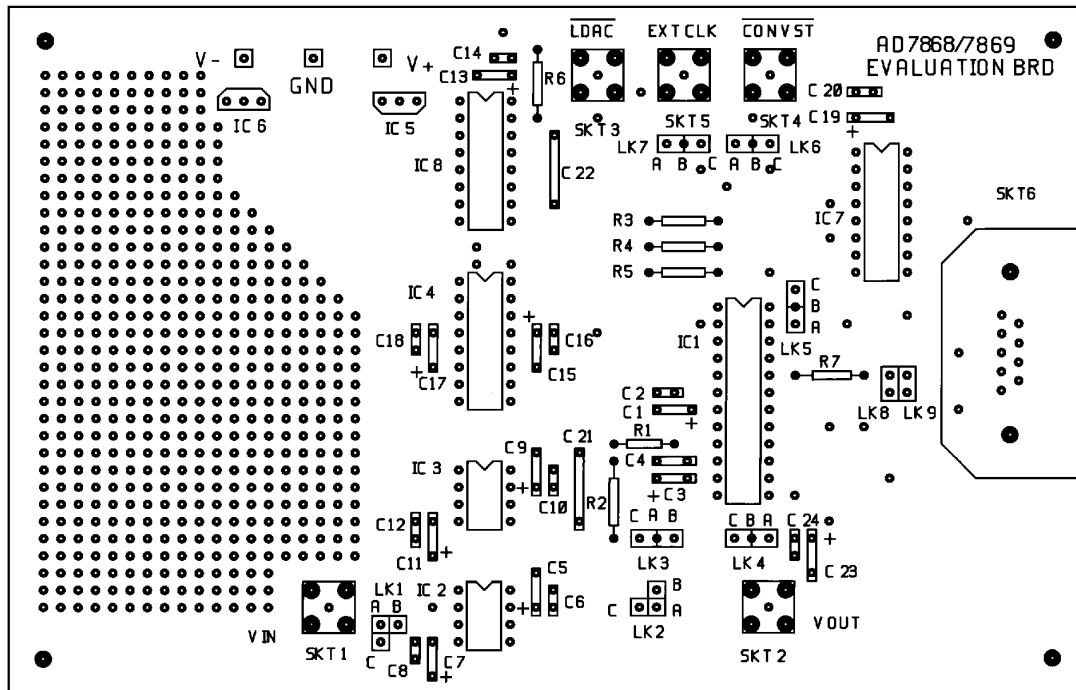 LDAC EXTCLK CONVST
V- GND V+
C14
C13 +
R6
AD7868/7869
EVALUATION BRD
C20
C19 +
IC6 IC5
SKT3 SKT5 SKT4
LK7 A B C
A B C LK6
IC8
C22
IC7
SKT6
R3
R4
R5
IC4
IC1
C
B
A
LK5
C18 + C17
+ C16
C15
R7
LK8 LK9
C2
C1 +
R1
C9 C21
C4
C3 +
IC3
+ C10
R2
C12
C11 +
C A B
LK3
C B A
LK4
C24 +
C23
LK1
A B
C
IC2
C5
+ C6
B
C A
LK2
VIN
SKT1
C8 C7 +
SKT2
VOUT